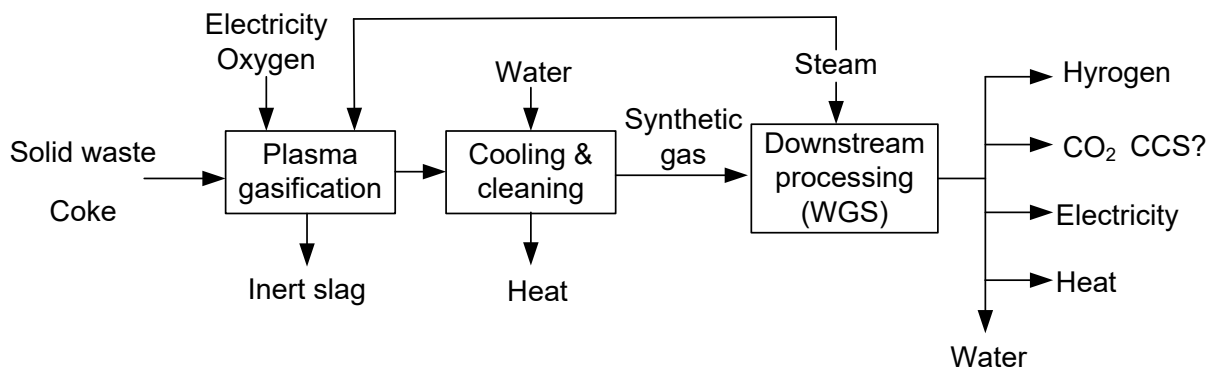 Electricity
Oxygen
Water
Steam
Solid waste
Coke
Plasma
gasification
Cooling &
cleaning
Synthetic
gas
Downstream
processing
(WGS)
Inert slag
Heat
Hyrogen
CO₂ CCS?
Electricity
Heat
Water